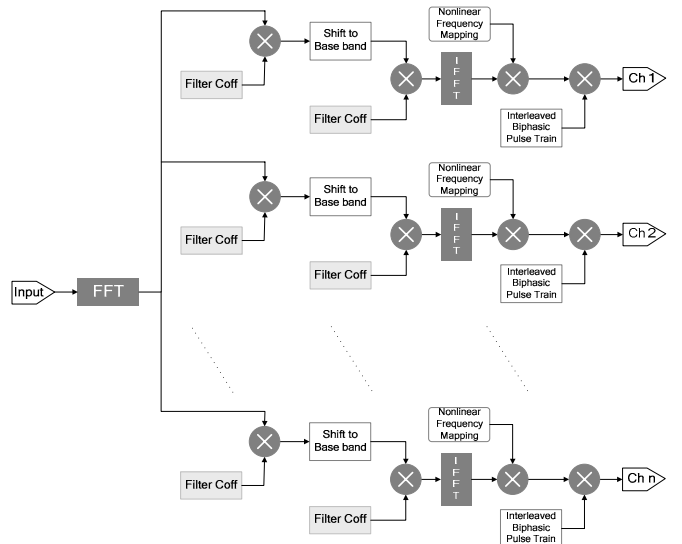 Nonlinear
Frequency
Mapping
Shift to
Base band
I
F
F
T
Ch 1
Filter Coff
Filter Coff
Interleaved
Biphasic
Pulse Train
Nonlinear
Frequency
Mapping
Shift to
Base band
I
F
F
T
Ch 2
Filter Coff
Filter Coff
Interleaved
Biphasic
Pulse Train
Input
FFT
Nonlinear
Frequency
Mapping
Shift to
Base band
I
F
F
T
Ch n
Filter Coff
Filter Coff
Interleaved
Biphasic
Pulse Train